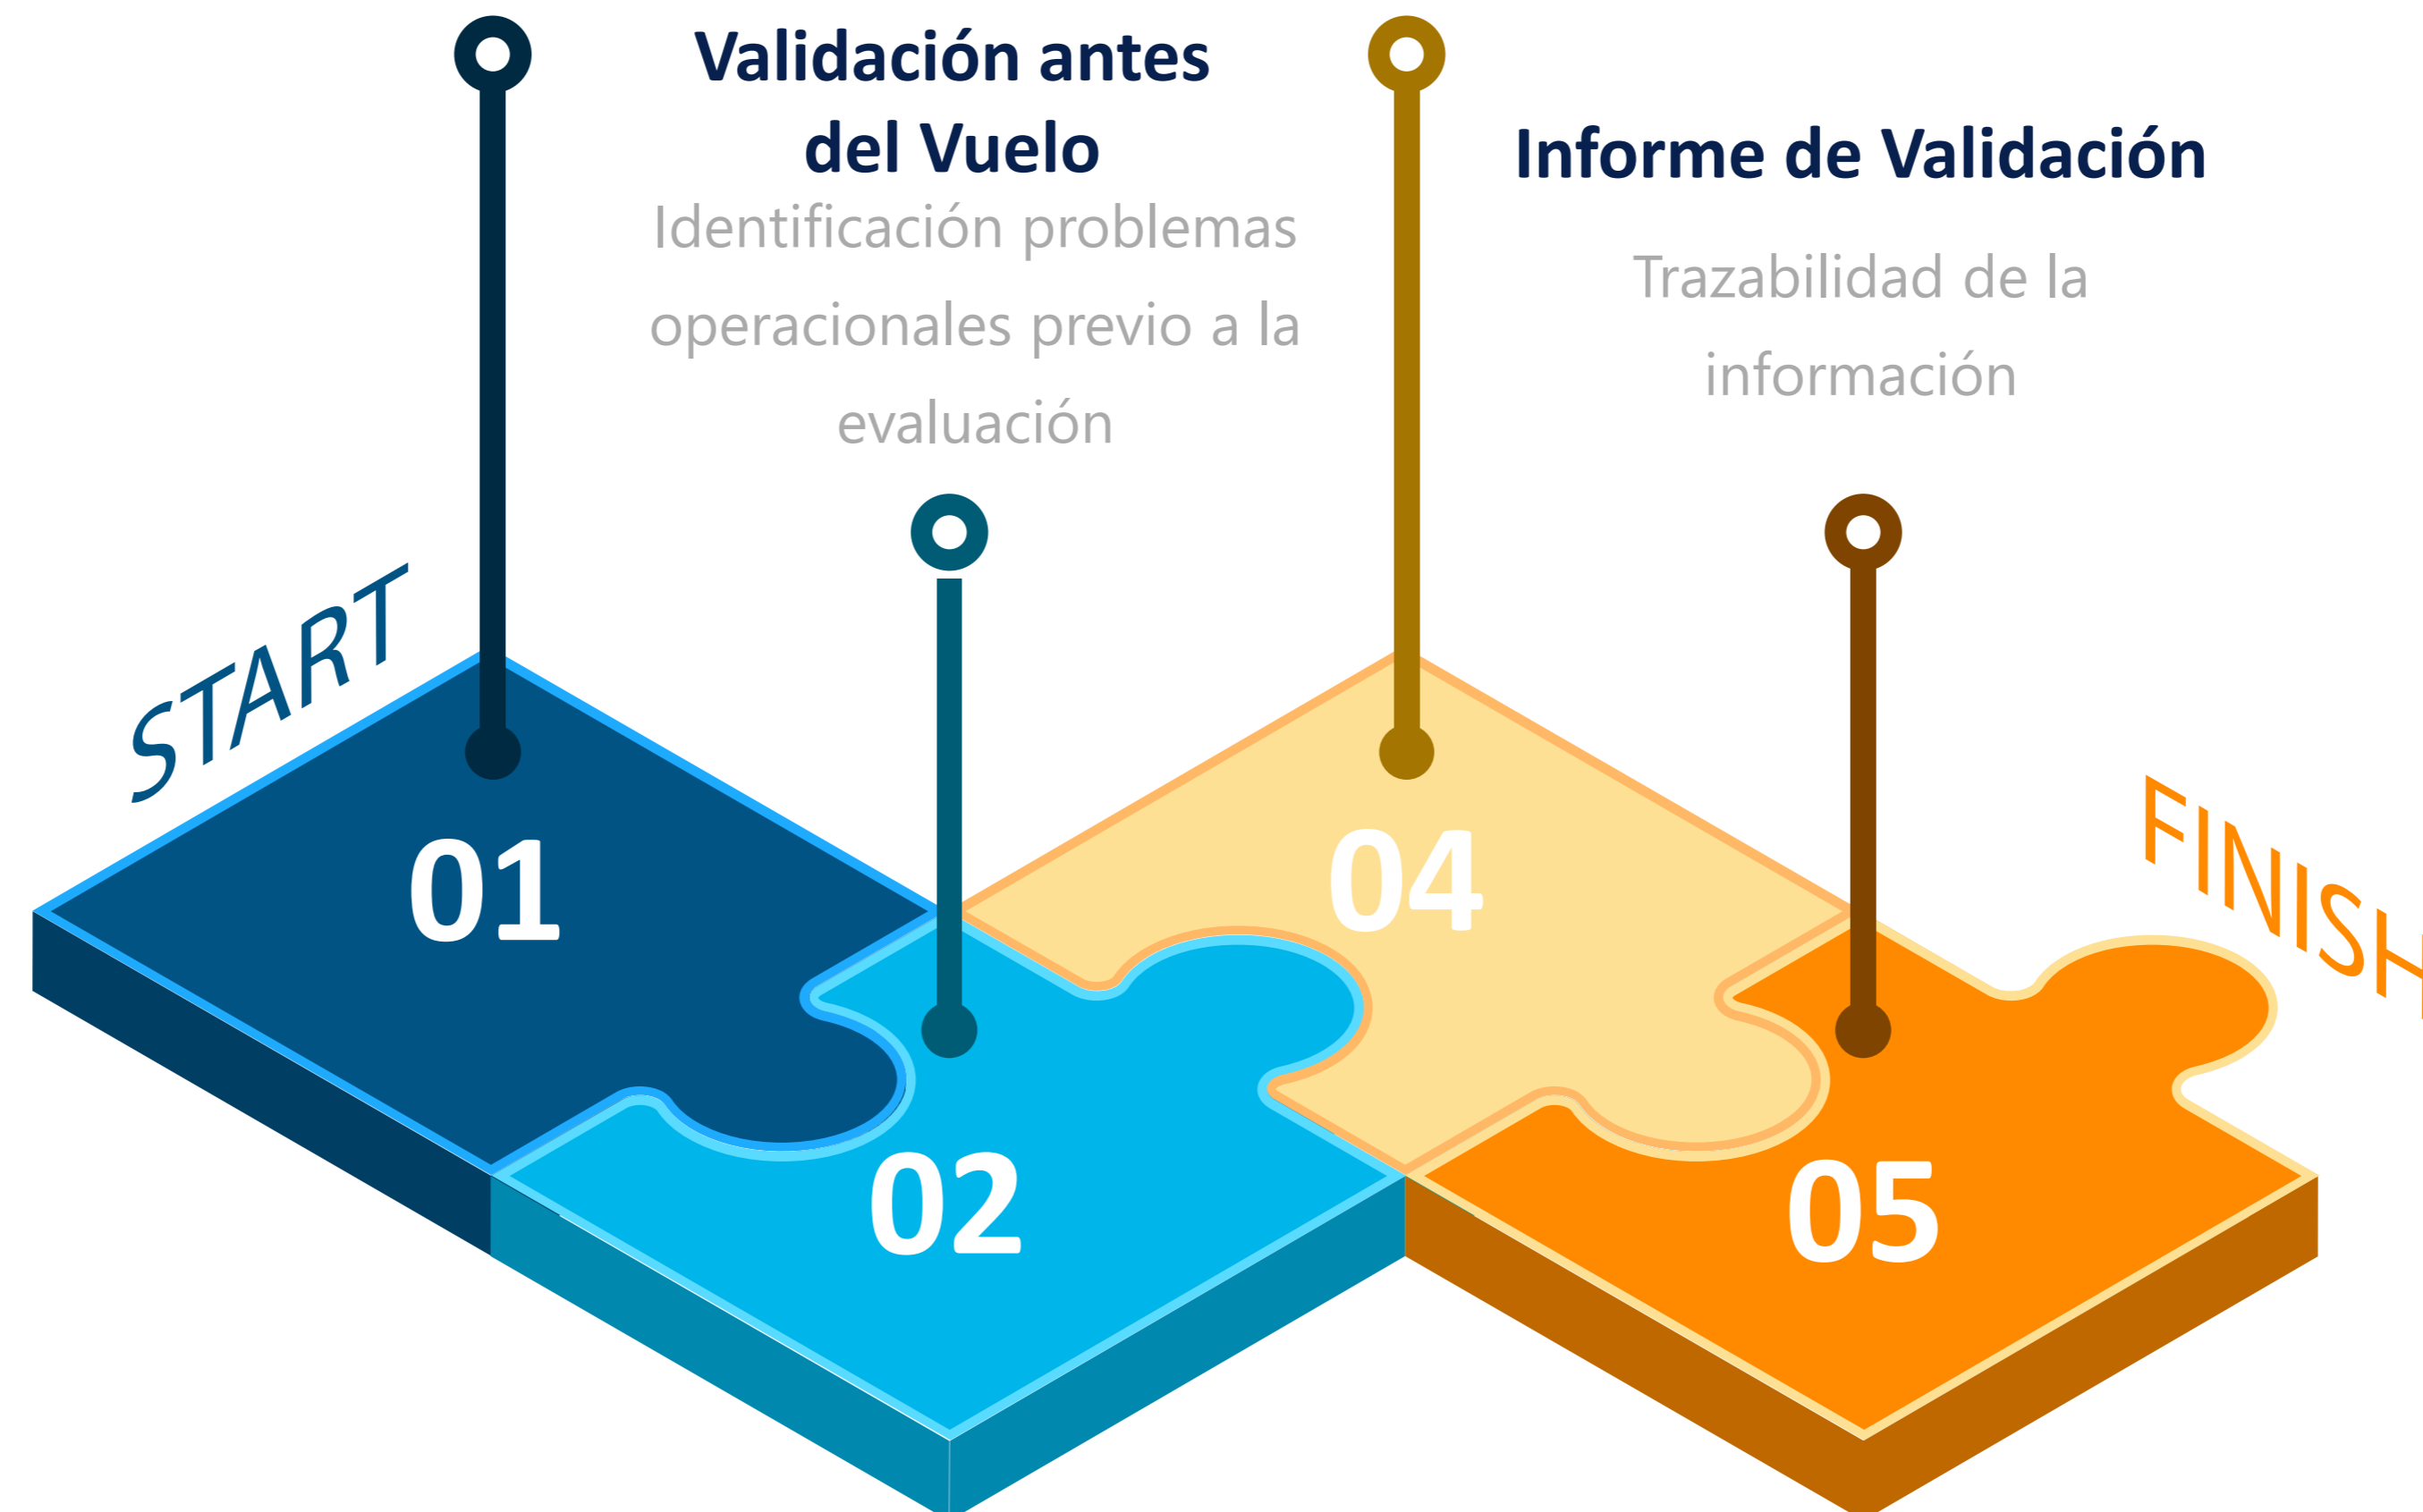 Validación antes
del Vuelo
Identificación problemas
operacionales previo a la
evaluación
Informe de Validación
Trazabilidad de la
información
START
FINISH
01
04
02
05